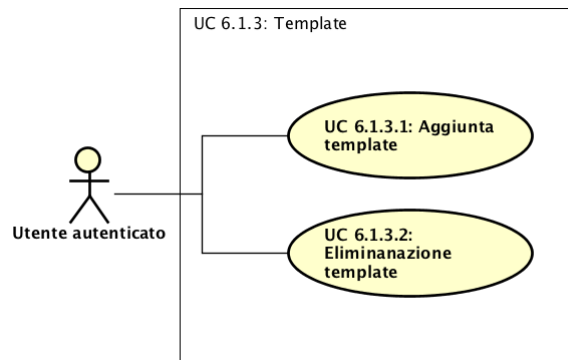 UC 6.1.3: Template
UC 6.1.3.1: Aggiunta
template
Utente autenticato
UC 6.1.3.2:
Eliminanazione
template